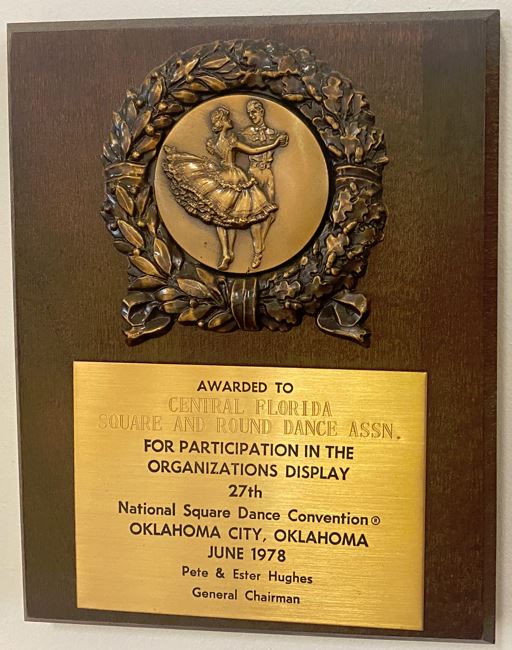 AWARDED TO
CENTRAL FLORIDA
SQUARE AND ROUND DANCE ASSN.
FOR PARTICIPATION IN THE
ORGANIZATIONS DISPLAY
27th
National Square Dance Convention®
OKLAHOMA CITY, OKLAHOMA
JUNE 1978
Pete & Ester Hughes
General Chairman